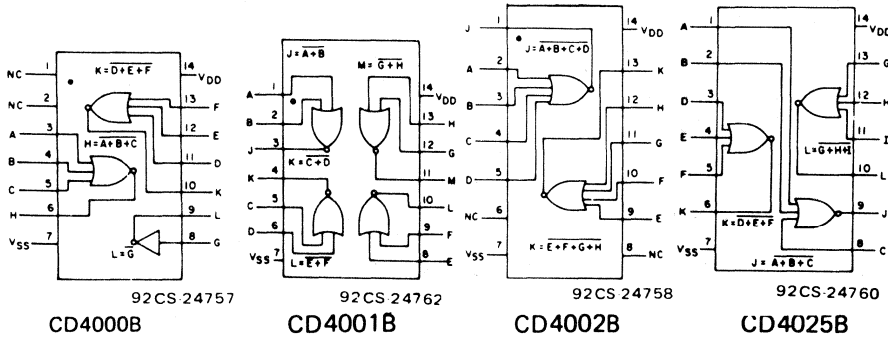 NC 1
NC 2
A 3
B 4
C 5
H 6
VSS 7
14 VDD
13 F
12 E
11 D
10 K
9 L
8 G
K = D+E+F
H = A+B+C
L = G
92CS-24757
CD4000B
A 1
B 2
J 3
K 4
C 5
D 6
VSS 7
14 VDD
13 H
12 G
11 M
10 L
9 F
8 E
J = A+B
M = G+H
K = C+D
L = E+F
92CS-24762
CD4001B
J 1
A 2
B 3
C 4
D 5
NC 6
VSS 7
14 VDD
13 K
12 H
11 G
10 F
9 E
8 NC
J = A+B+C+D
K = E+F+G+H
92CS-24758
CD4002B
A 1
B 2
D 3
E 4
F 5
K 6
VSS 7
14 VDD
13 G
12 H
11 I
10 L
9 J
8 C
L = G+H+I
K = D+E+F
J = A+B+C
92CS-24760
CD4025B